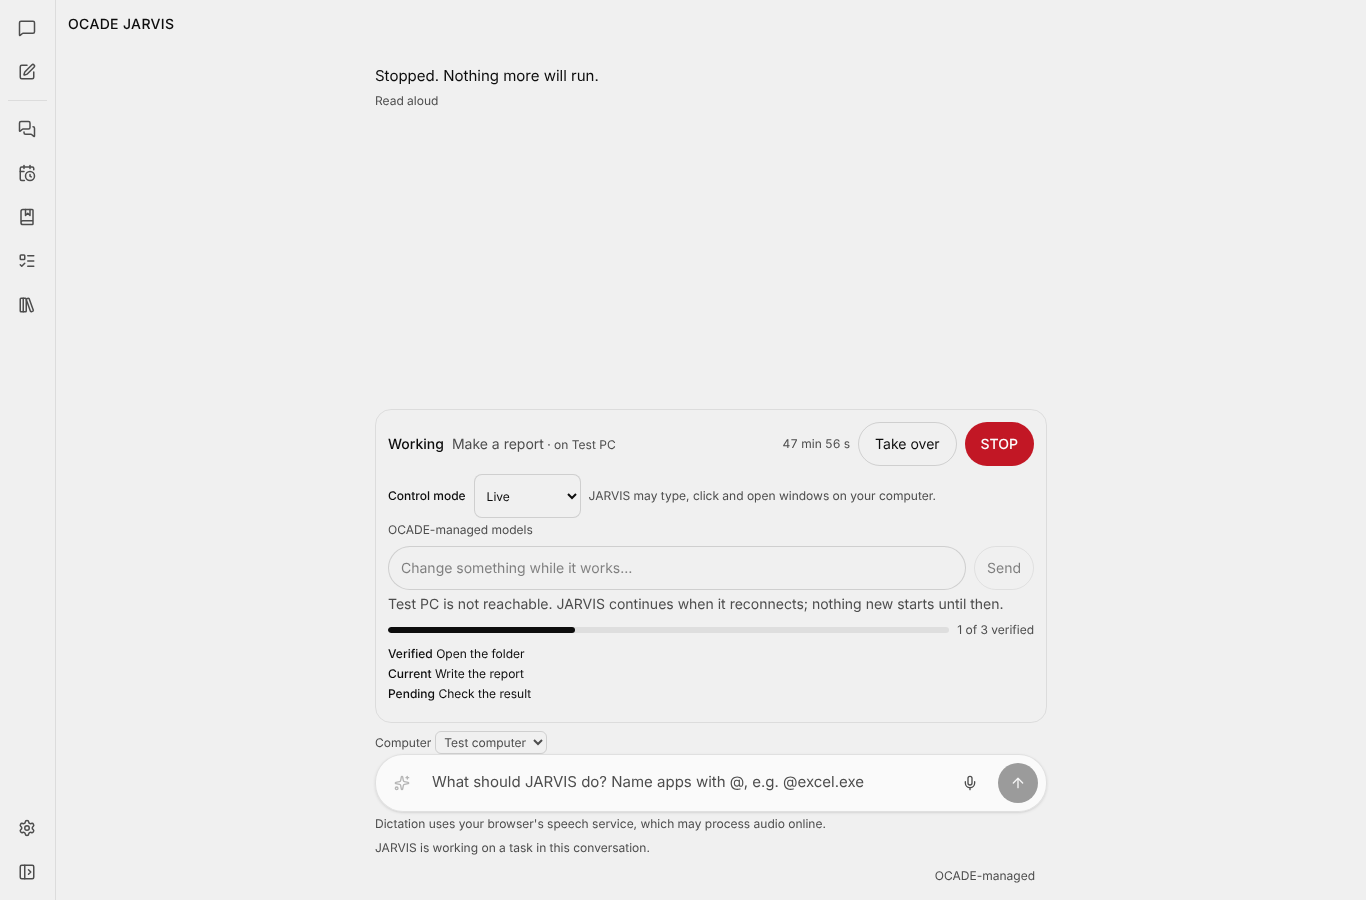 OCADE JARVIS
Stopped. Nothing more will run.
Read aloud
Working Make a report · on Test PC 47 min 56 s Take over STOP
Control mode Live JARVIS may type, click and open windows on your computer.
OCADE-managed models
Change something while it works... Send
Test PC is not reachable. JARVIS continues when it reconnects; nothing new starts until then.
1 of 3 verified
Verified Open the folder
Current Write the report
Pending Check the result
Computer Test computer
What should JARVIS do? Name apps with @, e.g. @excel.exe
Dictation uses your browser's speech service, which may process audio online.
JARVIS is working on a task in this conversation.
OCADE-managed